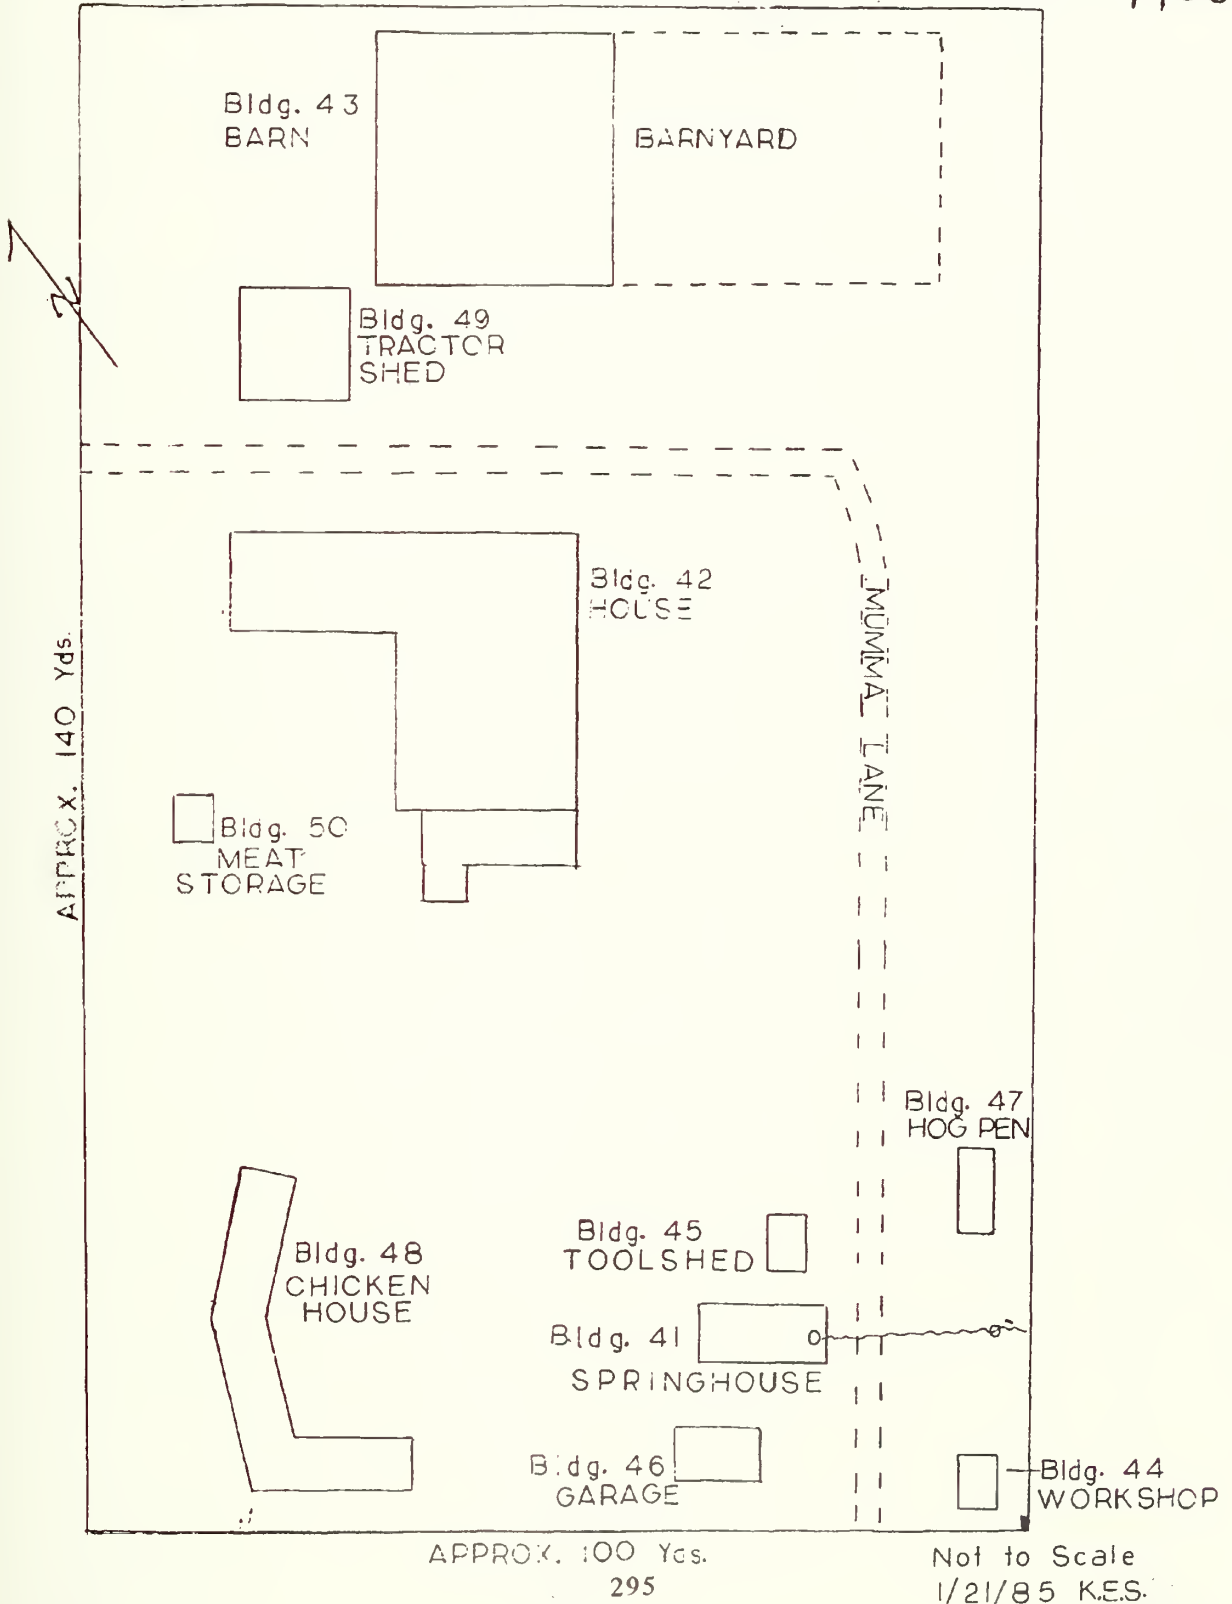 Bldg. 43
BARN
BARNYARD
Bldg. 49
TRACTOR
SHED
Bldg. 42
HOUSE
MUMMA LANE
APPROX. 140 Yds.
Bldg. 50
MEAT
STORAGE
Bldg. 47
HOG PEN
Bldg. 45
TOOLSHED
Bldg. 48
CHICKEN
HOUSE
Bldg. 41
SPRINGHOUSE
Bldg. 46
GARAGE
Bldg. 44
WORKSHOP
APPROX. 100 Yds.
Not to Scale
295
1/21/85 K.E.S.